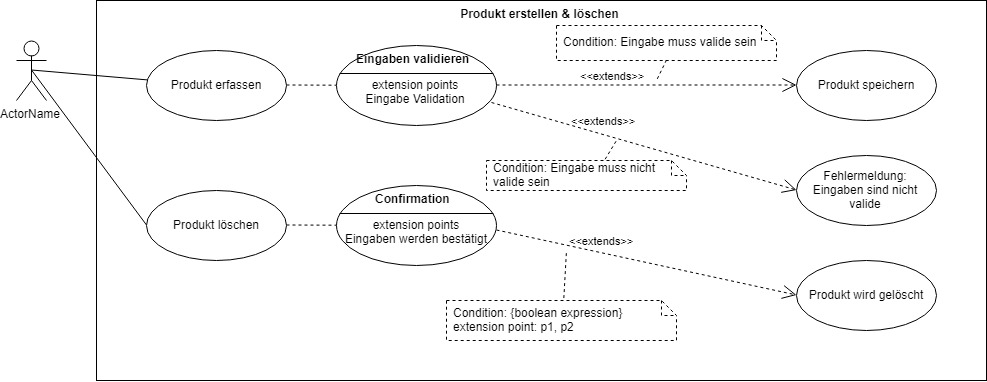 Produkt erstellen & löschen
ActorName
Produkt erfassen
Eingaben validieren
extension points
Eingabe Validation
Condition: Eingabe muss valide sein
<<extends>>
Produkt speichern
<<extends>>
Condition: Eingabe muss nicht
valide sein
Fehlermeldung:
Eingaben sind nicht
valide
Produkt löschen
Confirmation
extension points
Eingaben werden bestätigt
<<extends>>
Condition: {boolean expression}
extension point: p1, p2
Produkt wird gelöscht